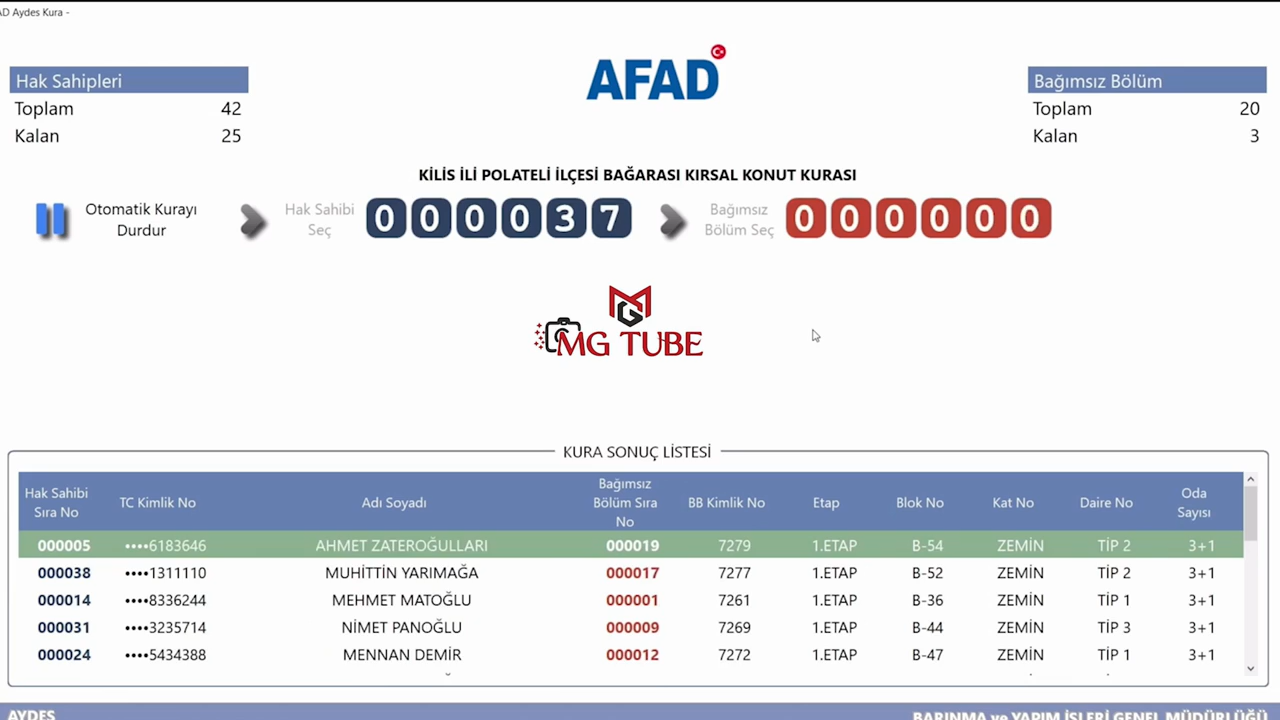 AD Aydes Kura -
AFAD
Hak Sahipleri
Toplam 42
Kalan 25
Bağımsız Bölüm
Toplam 20
Kalan 3
KİLİS İLİ POLATELİ İLÇESİ BAĞARASI KIRSAL KONUT KURASI
Otomatik Kurayı
Durdur
Hak Sahibi
Seç
000037
Bağımsız
Bölüm Seç
000000
MG TUBE
KURA SONUÇ LİSTESİ
Hak Sahibi
Sıra No
TC Kimlik No
Adı Soyadı
Bağımsız
Bölüm Sıra
No
BB Kimlik No
Etap
Blok No
Kat No
Daire No
Oda
Sayısı
000005 ••••6183646 AHMET ZATEROĞULLARI 000019 7279 1.ETAP B-54 ZEMİN TİP 2 3+1
000038 ••••1311110 MUHİTTİN YARIMAĞA 000017 7277 1.ETAP B-52 ZEMİN TİP 2 3+1
000014 ••••8336244 MEHMET MATOĞLU 000001 7261 1.ETAP B-36 ZEMİN TİP 1 3+1
000031 ••••3235714 NİMET PANOĞLU 000009 7269 1.ETAP B-44 ZEMİN TİP 3 3+1
000024 ••••5434388 MENNAN DEMİR 000012 7272 1.ETAP B-47 ZEMİN TİP 1 3+1
AYDES
BARINMA ve YAPIM İŞLERİ GENEL MÜDÜRLÜĞÜ